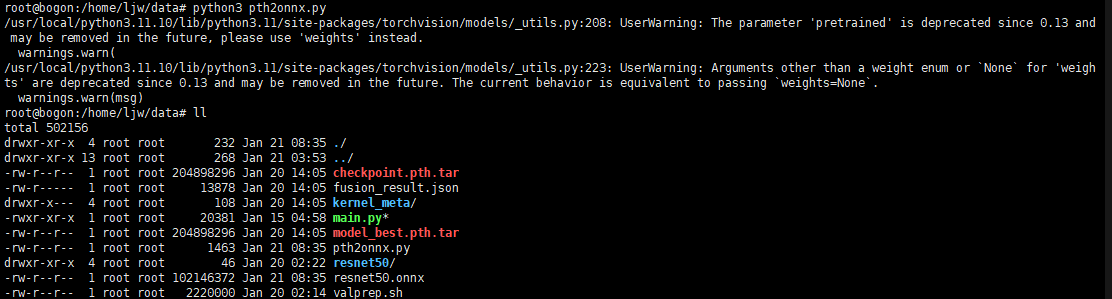 root@bogon:/home/ljw/data# python3 pth2onnx.py
/usr/local/python3.11.10/lib/python3.11/site-packages/torchvision/models/_utils.py:208: UserWarning: The parameter 'pretrained' is deprecated since 0.13 and
 may be removed in the future, please use 'weights' instead.
  warnings.warn(
/usr/local/python3.11.10/lib/python3.11/site-packages/torchvision/models/_utils.py:223: UserWarning: Arguments other than a weight enum or `None` for 'weigh
ts' are deprecated since 0.13 and may be removed in the future. The current behavior is equivalent to passing `weights=None`.
  warnings.warn(msg)
root@bogon:/home/ljw/data# ll
total 502156
drwxr-xr-x  4 root root       232 Jan 21 08:35 ./
drwxr-xr-x 13 root root       268 Jan 21 03:53 ../
-rw-r--r--  1 root root 204898296 Jan 20 14:05 checkpoint.pth.tar
-rw-r-----  1 root root     13878 Jan 20 14:05 fusion_result.json
drwxr-x---  4 root root       108 Jan 20 14:05 kernel_meta/
-rwxr-xr-x  1 root root     20381 Jan 15 04:58 main.py*
-rw-r--r--  1 root root 204898296 Jan 20 14:05 model_best.pth.tar
-rw-r--r--  1 root root      1463 Jan 21 08:35 pth2onnx.py
drwxr-xr-x  4 root root        46 Jan 20 02:22 resnet50/
-rw-r--r--  1 root root 102146372 Jan 21 08:35 resnet50.onnx
-rw-r--r--  1 root root   2220000 Jan 20 02:14 valprep.sh